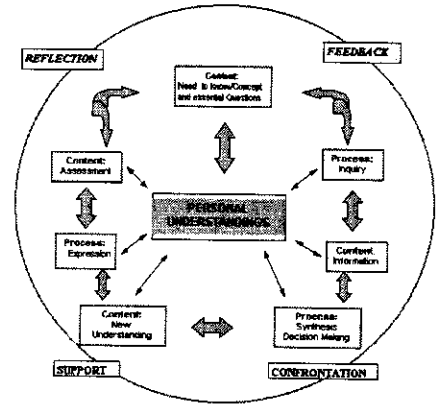 REFLECTION
FEEDBACK
Content:
Need to know/Concept
and essential Questions
Content:
Assessment
Process:
Inquiry
PERSONAL
UNDERSTANDINGS
Process:
Expression
Content
Information
Content:
New
Understanding
Process:
Synthesis
Decision Making
SUPPORT
CONFRONTATION